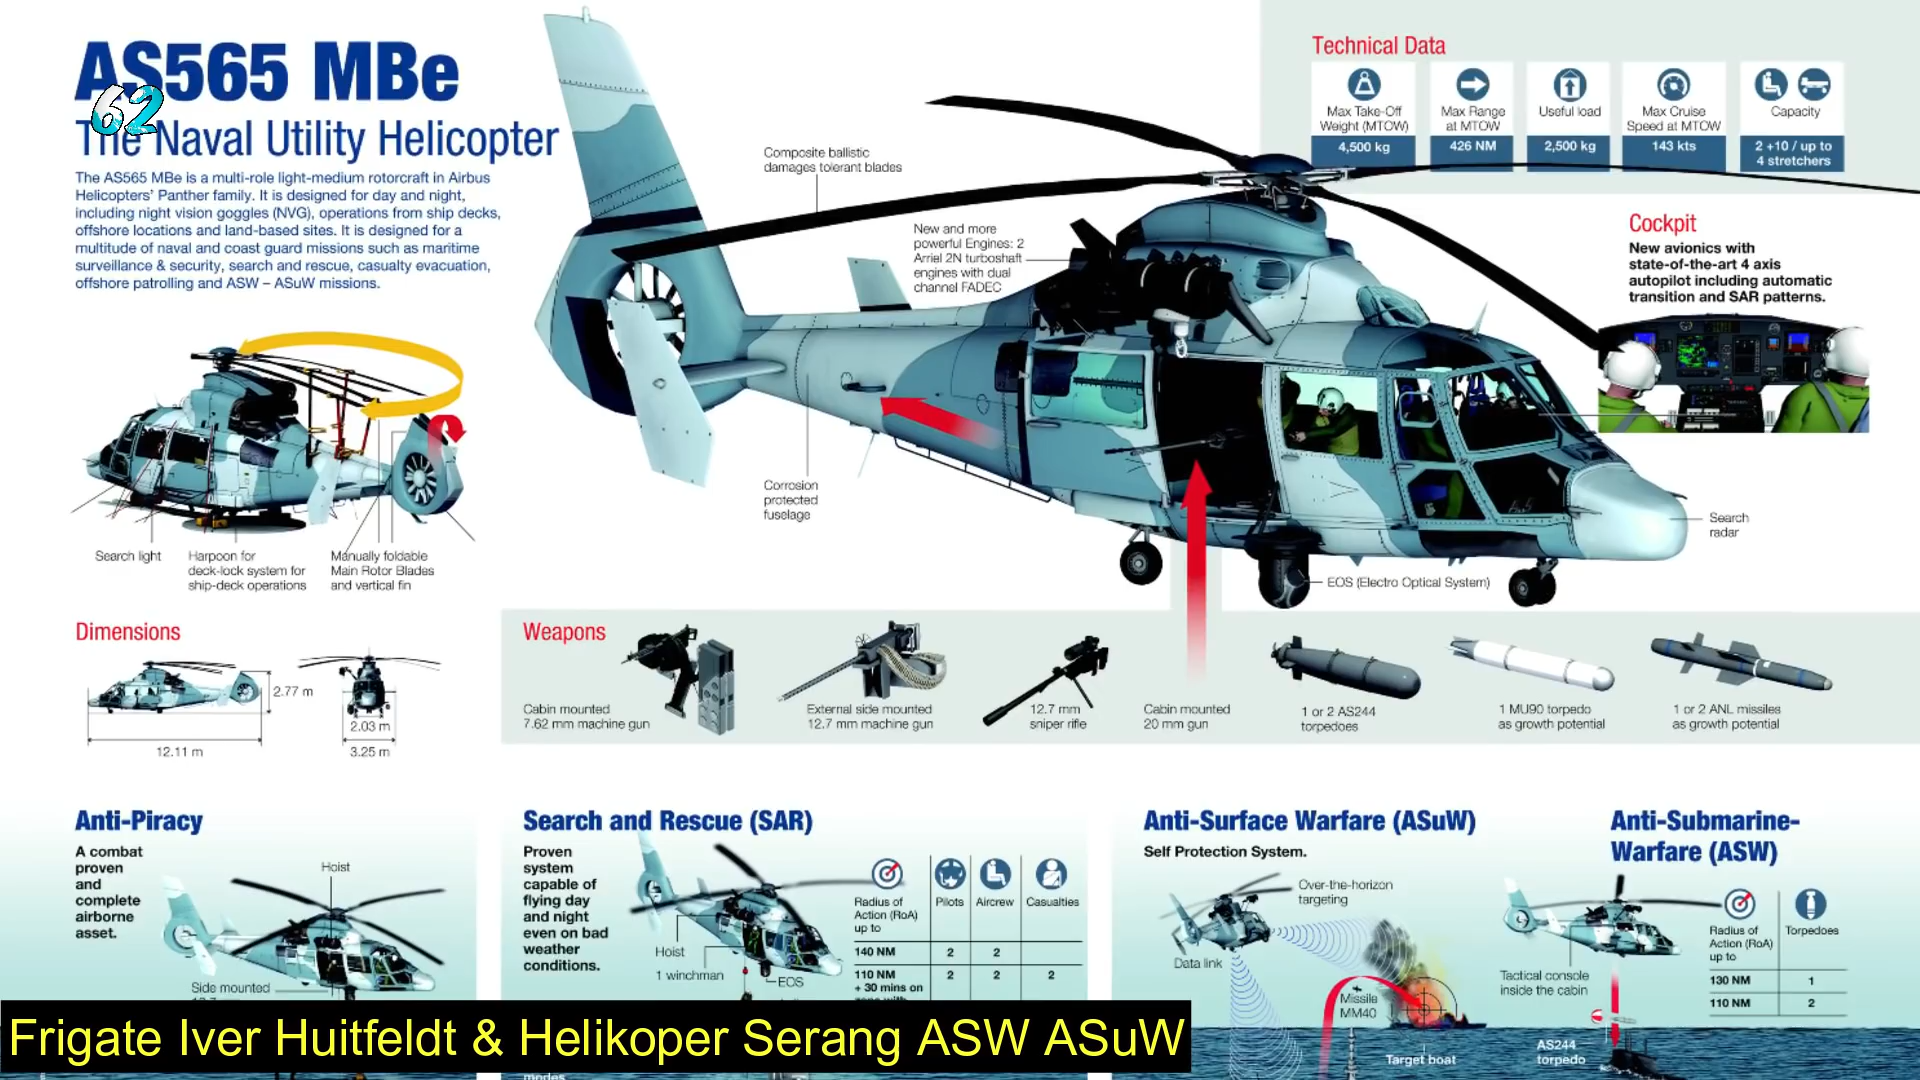 AS565 MBe
62
The Naval Utility Helicopter
The AS565 MBe is a multi-role light-medium rotorcraft in Airbus
Helicopters' Panther family. It is designed for day and night,
including night vision goggles (NVG), operations from ship decks,
offshore locations and land-based sites. It is designed for a
multitude of naval and coast guard missions such as maritime
surveillance & security, search and rescue, casualty evacuation,
offshore patrolling and ASW – ASuW missions.
Composite ballistic
damages tolerant blades
New and more
powerful Engines: 2
Arriel 2N turboshaft
engines with dual
channel FADEC
Technical Data
Max Take-Off
Weight (MTOW)
4,500 kg
Max Range
at MTOW
426 NM
Useful load
2,500 kg
Max Cruise
Speed at MTOW
143 kts
Capacity
2 +10 / up to
4 stretchers
Cockpit
New avionics with
state-of-the-art 4 axis
autopilot including automatic
transition and SAR patterns.
Corrosion
protected
fuselage
Search
radar
EOS (Electro Optical System)
Search light
Harpoon for
deck-lock system for
ship-deck operations
Manually foldable
Main Rotor Blades
and vertical fin
Dimensions
2.77 m
12.11 m
2.03 m
3.25 m
Weapons
Cabin mounted
7.62 mm machine gun
External side mounted
12.7 mm machine gun
12.7 mm
sniper rifle
Cabin mounted
20 mm gun
1 or 2 AS244
torpedoes
1 MU90 torpedo
as growth potential
1 or 2 ANL missiles
as growth potential
Anti-Piracy
A combat
proven
and
complete
airborne
asset.
Hoist
Side mounted
Search and Rescue (SAR)
Proven
system
capable of
flying day
and night
even on bad
weather
conditions.
Hoist
1 winchman
EOS
Radius of
Action (RoA)
up to
Pilots
Aircrew
Casualties
140 NM 2 2
110 NM 2 2 2
+ 30 mins on
modes
Anti-Surface Warfare (ASuW)
Self Protection System.
Over-the-horizon
targeting
Data link
Missile
MM40
Target boat
Anti-Submarine-
Warfare (ASW)
Tactical console
inside the cabin
AS244
torpedo
Radius of
Action (RoA)
up to
Torpedoes
130 NM 1
110 NM 2
Frigate Iver Huitfeldt & Helikoper Serang ASW ASuW